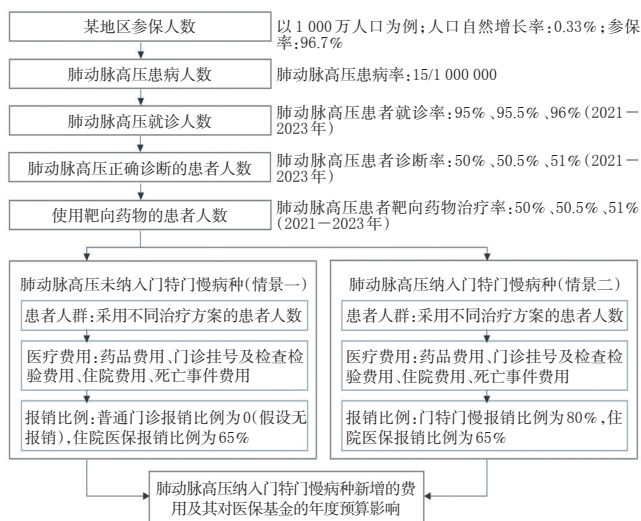 某地区参保人数
以1 000万人口为例;人口自然增长率:0.33%;参保
率:96.7%
肺动脉高压患病人数
肺动脉高压患病率:15/1 000 000
肺动脉高压就诊人数
肺动脉高压患者就诊率:95%、95.5%、96%(2021－
2023年)
肺动脉高压正确诊断的患者人数
肺动脉高压患者诊断率:50%、50.5%、51%(2021－
2023年)
使用靶向药物的患者人数
肺动脉高压患者靶向药物治疗率:50%、50.5%、51%
(2021－2023年)
肺动脉高压未纳入门特门慢病种(情景一)
患者人群:采用不同治疗方案的患者人数
医疗费用:药品费用、门诊挂号及检查检
验费用、住院费用、死亡事件费用
报销比例:普通门诊报销比例为0(假设无
报销),住院医保报销比例为65%
肺动脉高压纳入门特门慢病种(情景二)
患者人群:采用不同治疗方案的患者人数
医疗费用:药品费用、门诊挂号及检查检
验费用、住院费用、死亡事件费用
报销比例:门特门慢报销比例为80%,住
院医保报销比例为65%
肺动脉高压纳入门特门慢病种新增的费
用及其对医保基金的年度预算影响